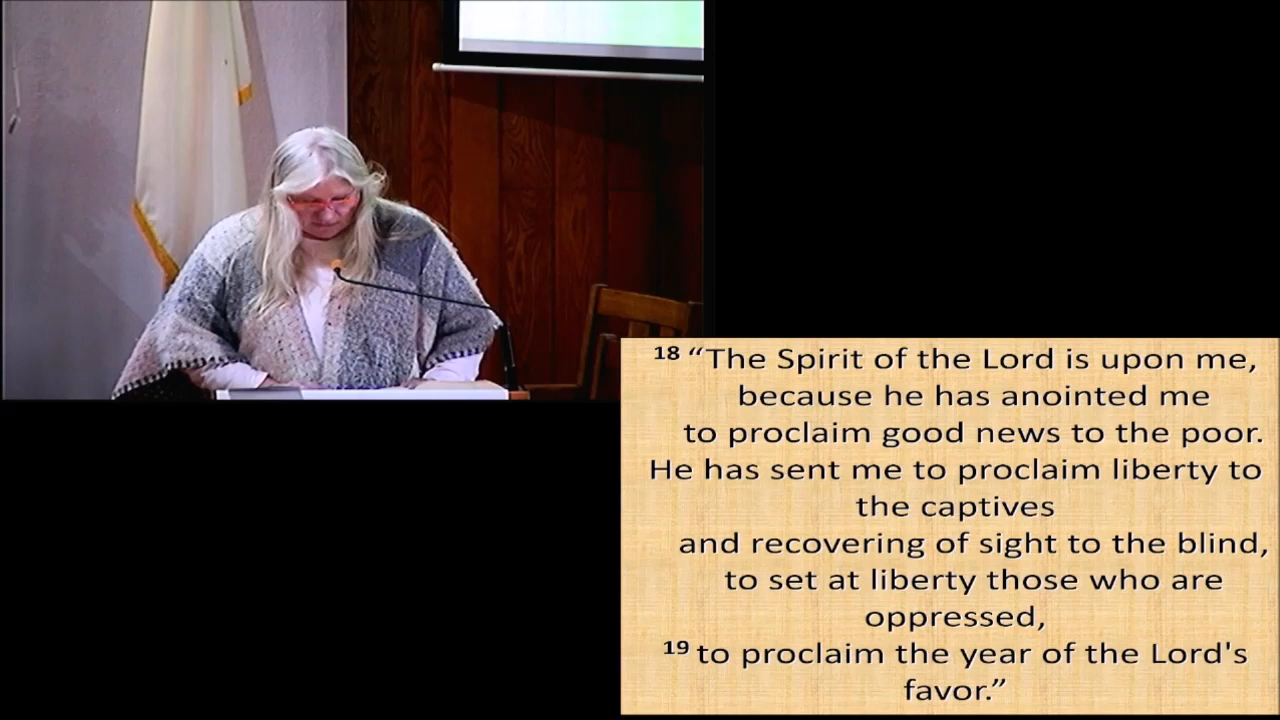 18 “The Spirit of the Lord is upon me,
because he has anointed me
to proclaim good news to the poor.
He has sent me to proclaim liberty to
the captives
and recovering of sight to the blind,
to set at liberty those who are
oppressed,
19 to proclaim the year of the Lord's
favor.”